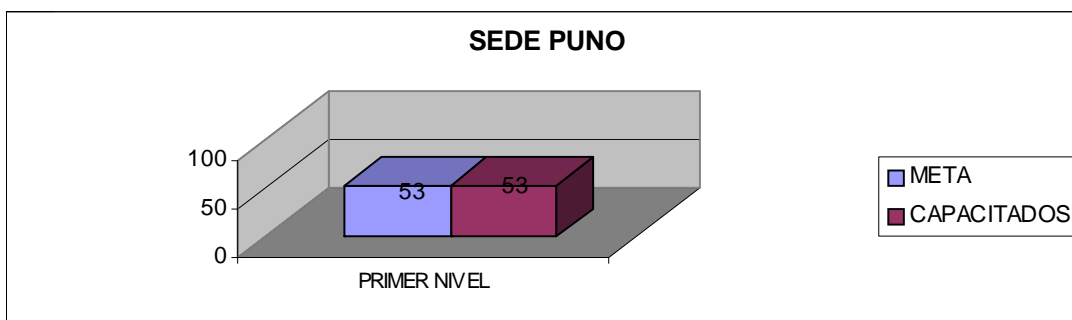 SEDE PUNO
100
50
0
53
53
PRIMER NIVEL
META
CAPACITADOS